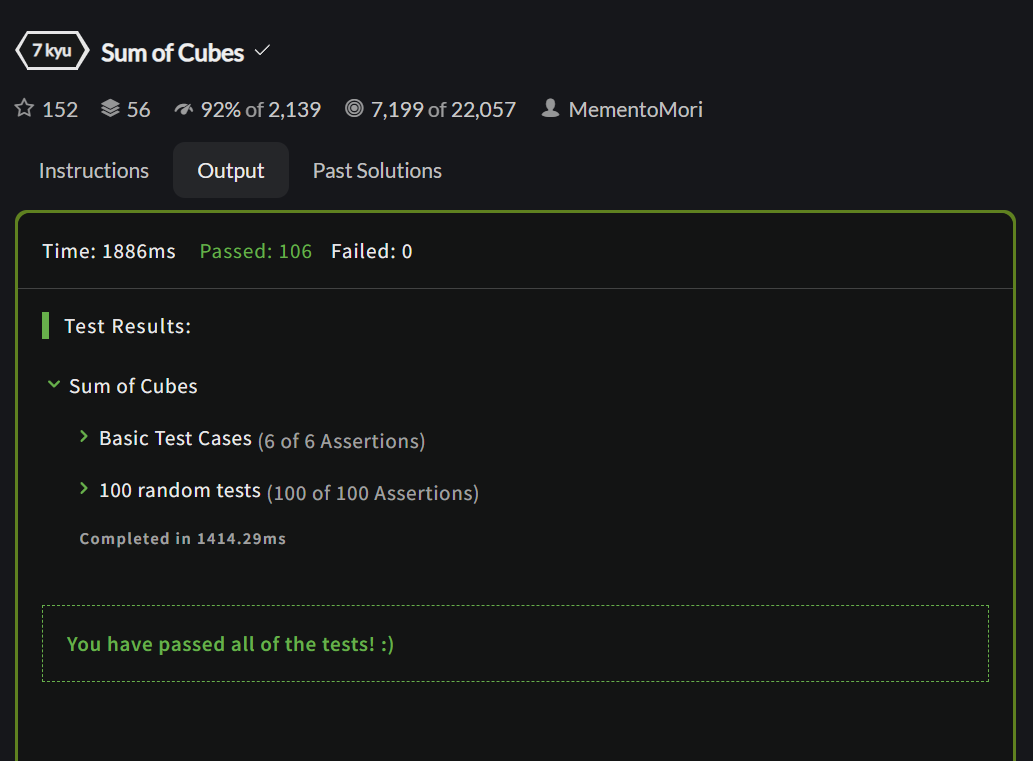 7 kyu Sum of Cubes
152 56 92% of 2,139 7,199 of 22,057 MementoMori
Instructions Output Past Solutions
Time: 1886ms Passed: 106 Failed: 0
Test Results:
Sum of Cubes
Basic Test Cases (6 of 6 Assertions)
100 random tests (100 of 100 Assertions)
Completed in 1414.29ms
You have passed all of the tests! :)